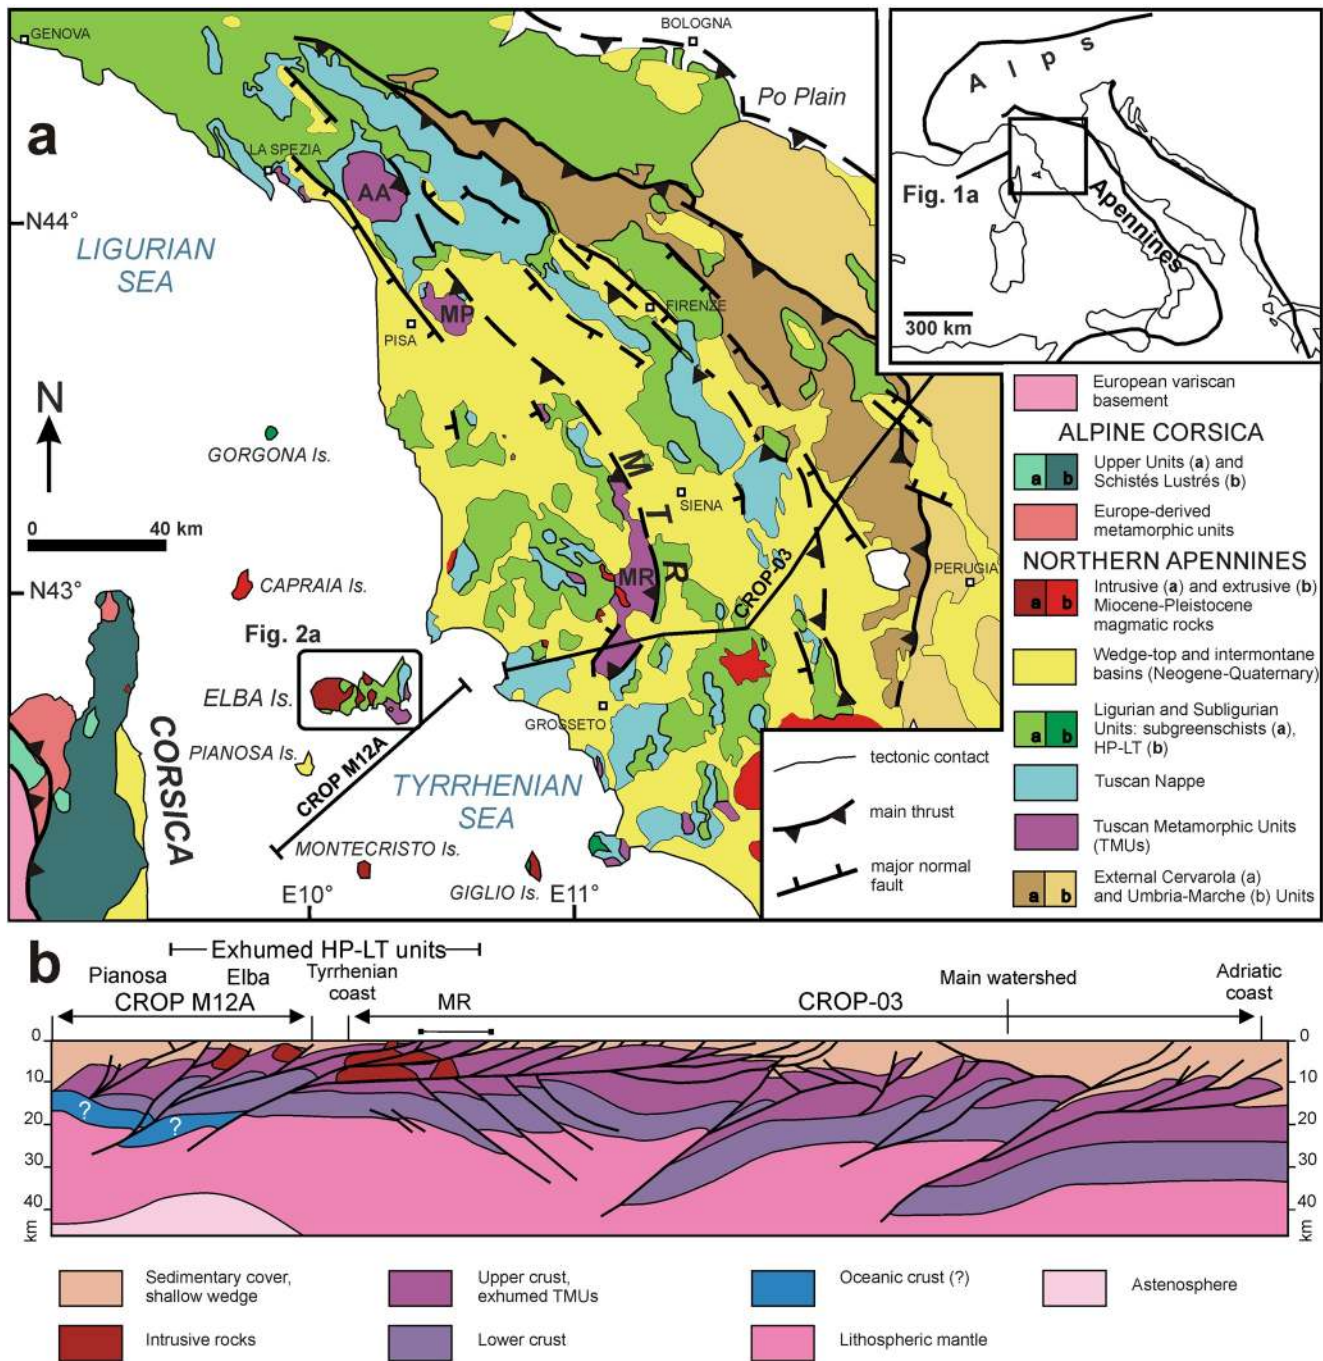 a
GENOVA
BOLOGNA
Po Plain
LA SPEZIA
AA
N44°
LIGURIAN
SEA
MP
PISA
FIRENZE
N
GORGONA Is.
0 40 km
M
T
R
SIENA
MR
CROP-03
PERUGIA
N43°
CAPRAIA Is.
Fig. 2a
ELBA Is.
GROSSETO
PIANOSA Is.
CROP M12A
CORSICA
TYRRHENIAN
SEA
MONTECRISTO Is.
GIGLIO Is.
E10°
E11°
Alps
Fig. 1a
Apennines
300 km
European variscan
basement
ALPINE CORSICA
a b
Upper Units (a) and
Schistés Lustrés (b)
Europe-derived
metamorphic units
NORTHERN APENNINES
a b
Intrusive (a) and extrusive (b)
Miocene-Pleistocene
magmatic rocks
Wedge-top and intermontane
basins (Neogene-Quaternary)
a b
Ligurian and Subligurian
Units: subgreenschists (a),
HP-LT (b)
Tuscan Nappe
Tuscan Metamorphic Units
(TMUs)
a b
External Cervarola (a)
and Umbria-Marche (b) Units
tectonic contact
main thrust
major normal
fault
b
Exhumed HP-LT units
Pianosa
Elba
Tyrrhenian
coast
Main watershed
Adriatic
coast
CROP M12A
MR
CROP-03
0
10
20
30
40
km
?
?
0
10
20
30
40
km
Sedimentary cover,
shallow wedge
Upper crust,
exhumed TMUs
Oceanic crust (?)
Astenosphere
Intrusive rocks
Lower crust
Lithospheric mantle